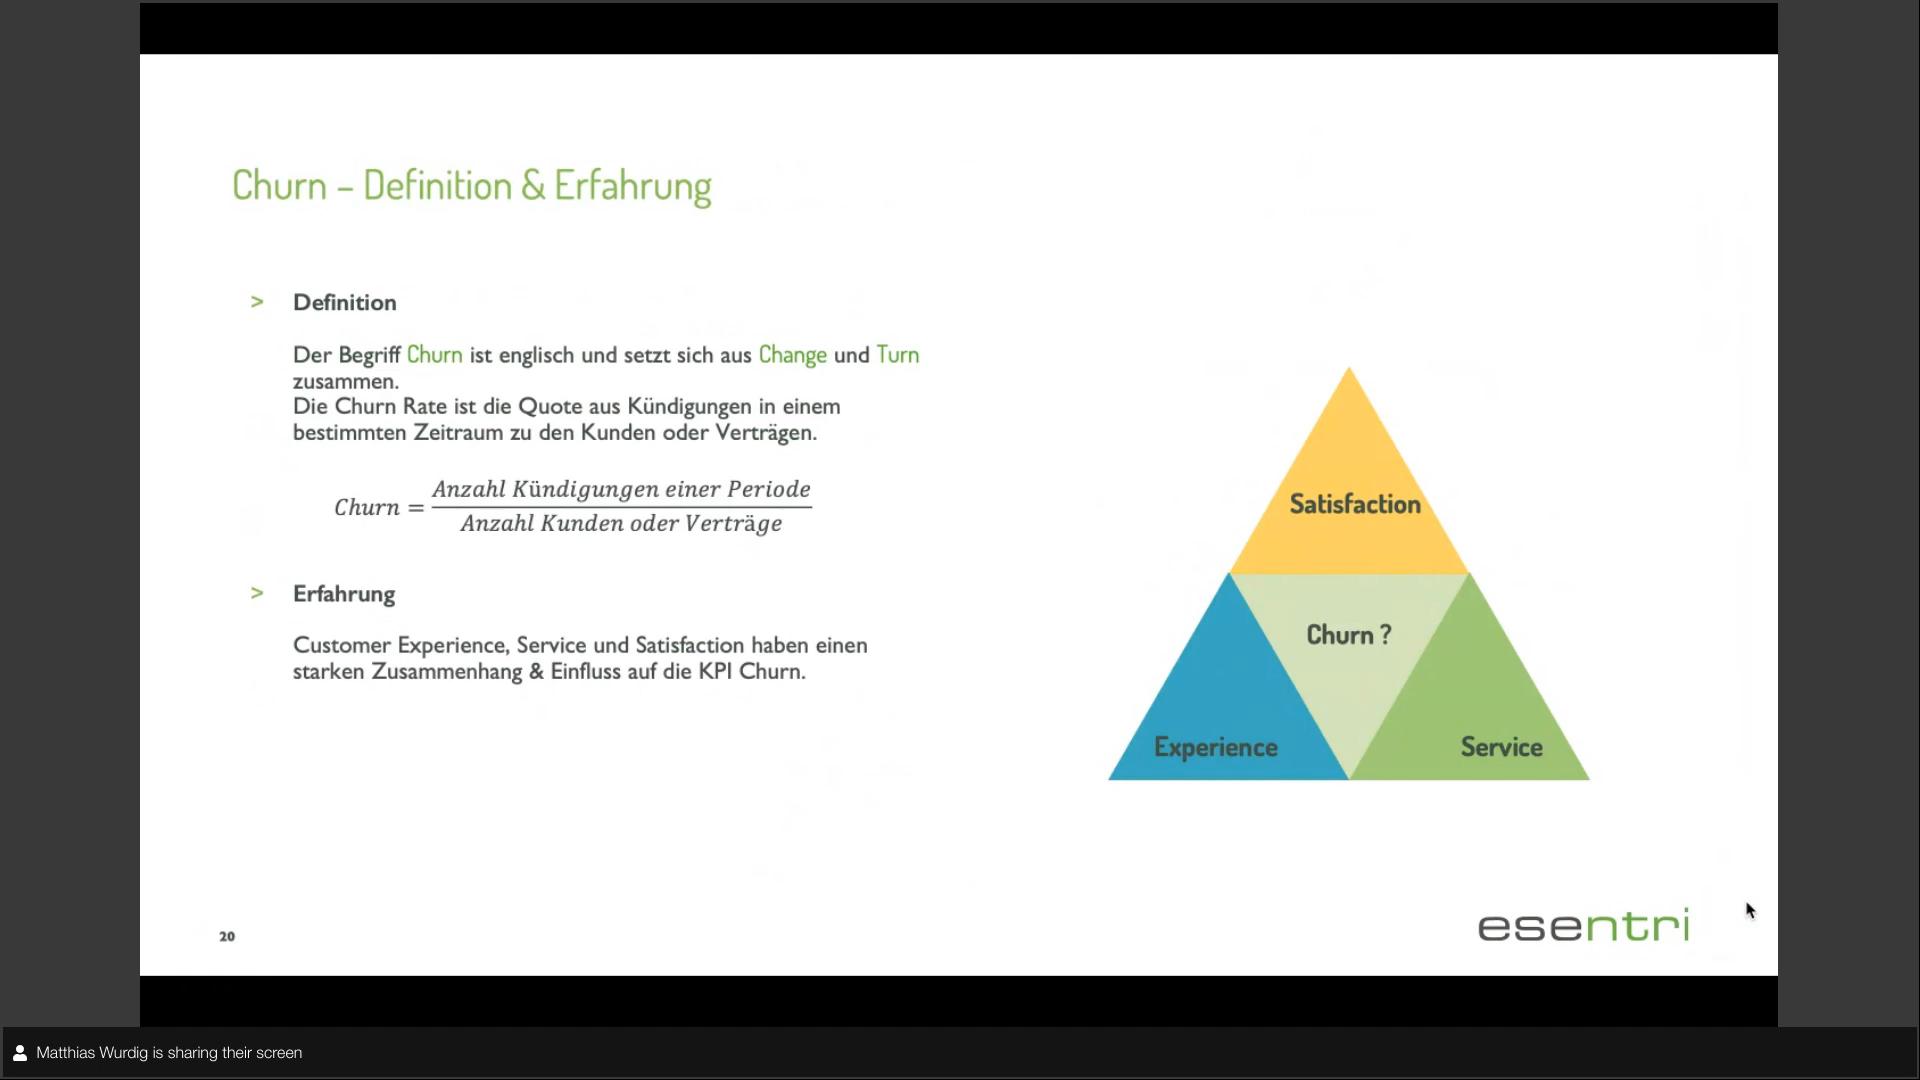 Churn – Definition & Erfahrung
> Definition
Der Begriff Churn ist englisch und setzt sich aus Change und Turn
zusammen.
Die Churn Rate ist die Quote aus Kündigungen in einem
bestimmten Zeitraum zu den Kunden oder Verträgen.
Churn = Anzahl Kündigungen einer Periode
Anzahl Kunden oder Verträge
> Erfahrung
Customer Experience, Service und Satisfaction haben einen
starken Zusammenhang & Einfluss auf die KPI Churn.
Satisfaction
Churn ?
Experience
Service
20
esentri
Matthias Wurdig is sharing their screen